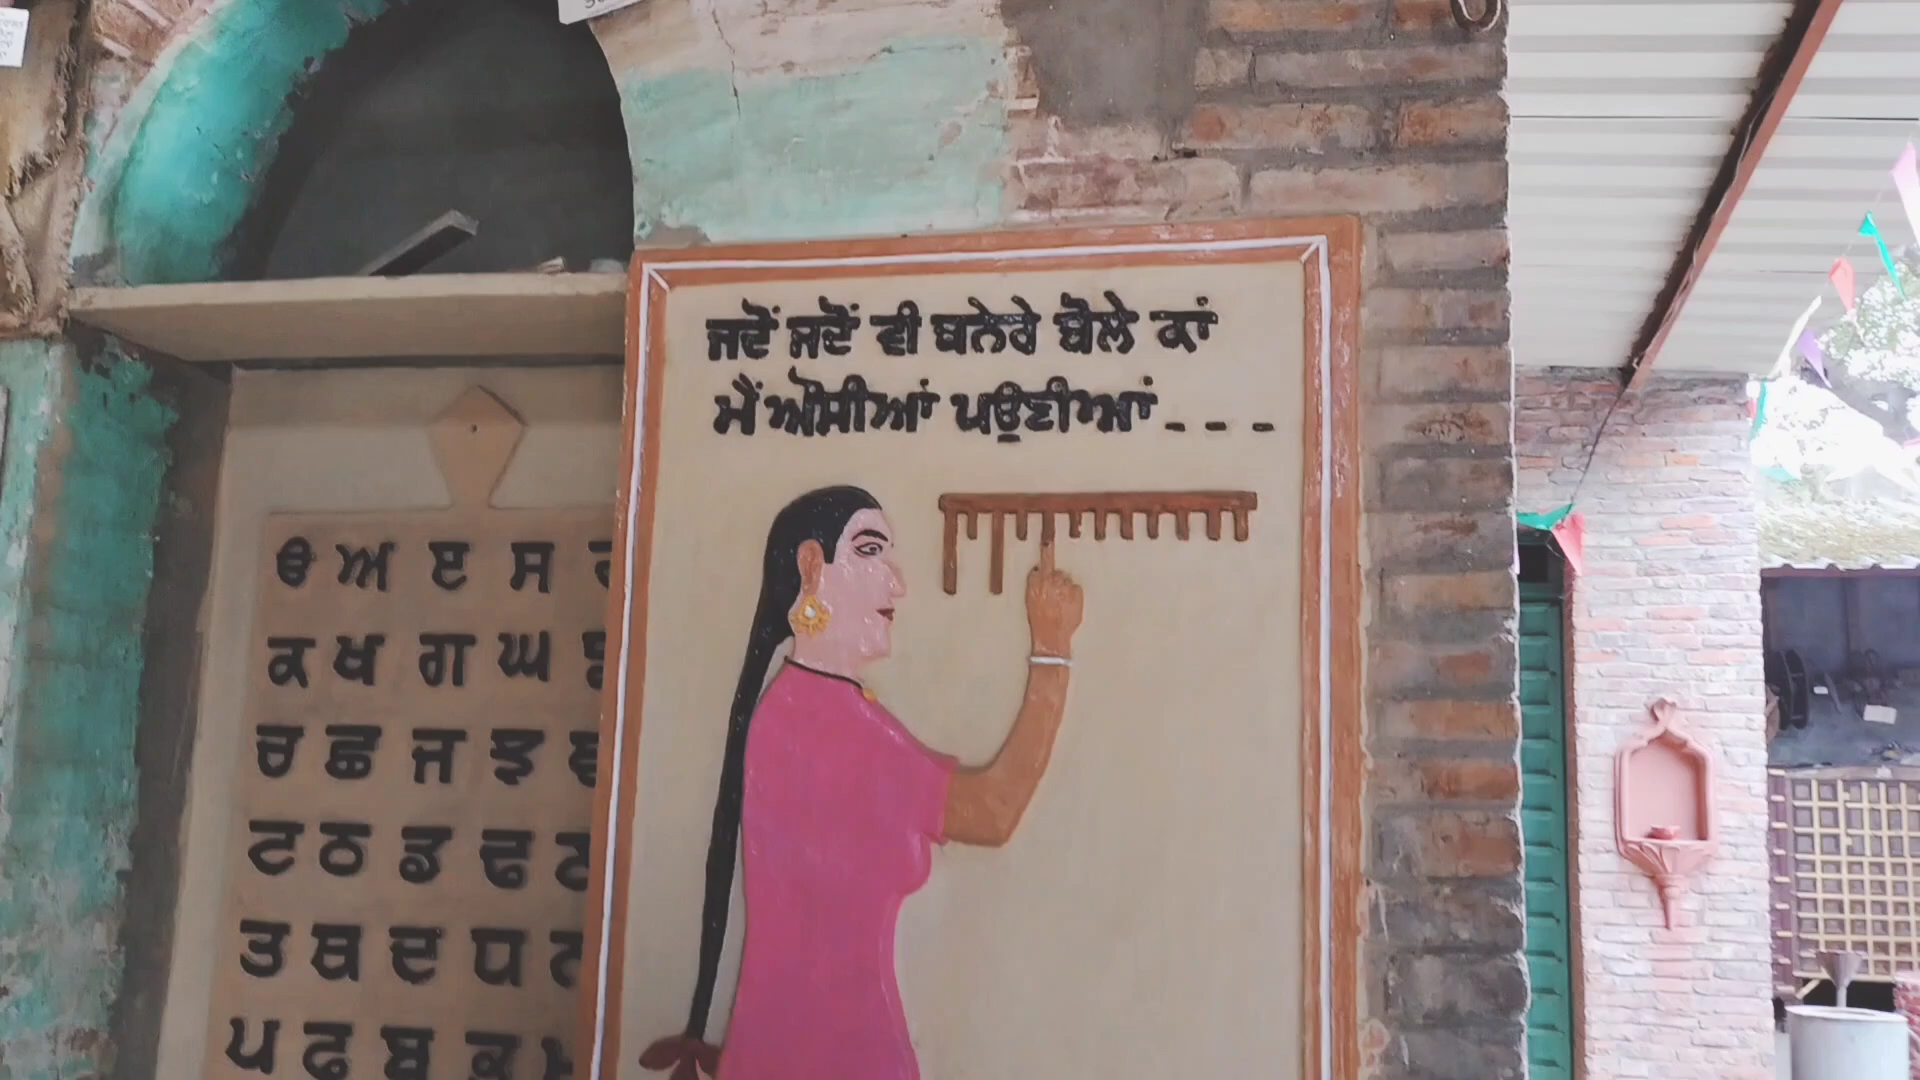 ਜਦੋਂ ਜਦੋਂ ਵੀ ਬਨੇਰੇ ਬੋਲੇ ਕਾਂ
ਮੈਂ ਔਸੀਆਂ ਪਾਉਣੀਆਂ - - -
ੳ ਅ ੲ ਸ
ਕ ਖ ਗ ਘ
ਚ ਛ ਜ ਝ
ਟ ਠ ਡ ਢ
ਤ ਥ ਦ ਧ
ਪ ਫ ਬ ਭ